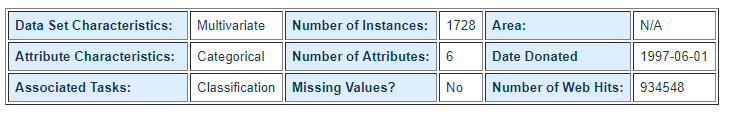 Data Set Characteristics: Multivariate Number of Instances: 1728 Area: N/A
Attribute Characteristics: Categorical Number of Attributes: 6 Date Donated 1997-06-01
Associated Tasks: Classification Missing Values? No Number of Web Hits: 934548